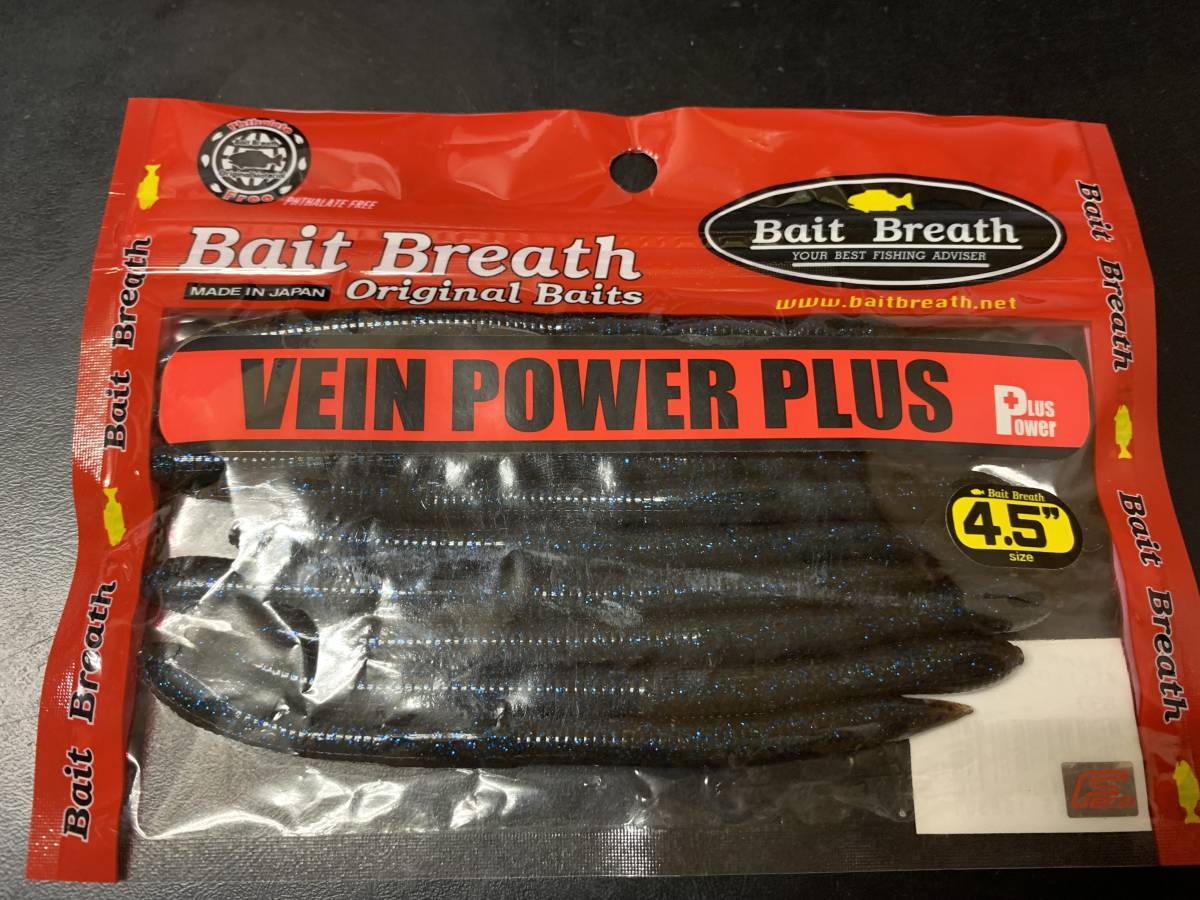 Phthalate
Bait Breath
Free
PHTHALATE FREE
Bait Breath
MADE IN JAPAN
Original Baits
Bait Breath
YOUR BEST FISHING ADVISER
www.baitbreath.net
VEIN POWER PLUS
PLUS
Power
Bait Breath
4.5"
size
Bait Breath
Bait Breath
Bait Breath
Bait Breath